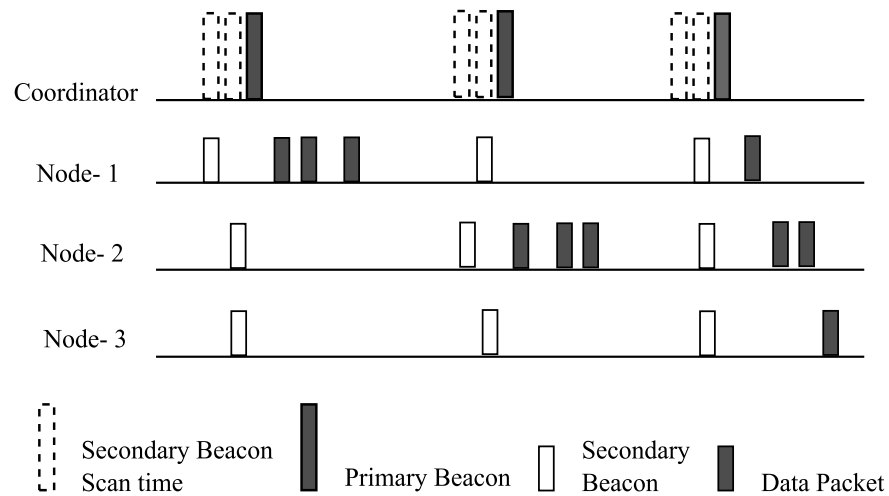 Coordinator
Node- 1
Node- 2
Node- 3
Secondary Beacon
Scan time
Primary Beacon
Secondary
Beacon
Data Packet